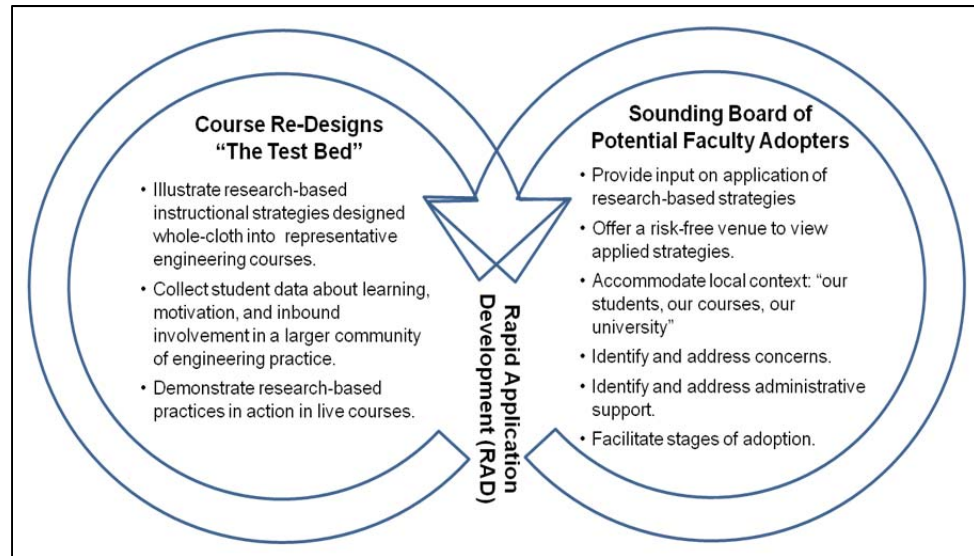 Course Re-Designs
“The Test Bed”
• Illustrate research-based
instructional strategies designed
whole-cloth into representative
engineering courses.
• Collect student data about learning,
motivation, and inbound
involvement in a larger community
of engineering practice.
• Demonstrate research-based
practices in action in live courses.
Rapid Application
Development (RAD)
Sounding Board of
Potential Faculty Adopters
• Provide input on application of
research-based strategies
• Offer a risk-free venue to view
applied strategies.
• Accommodate local context: “our
students, our courses, our
university”
• Identify and address concerns.
• Identify and address administrative
support.
• Facilitate stages of adoption.